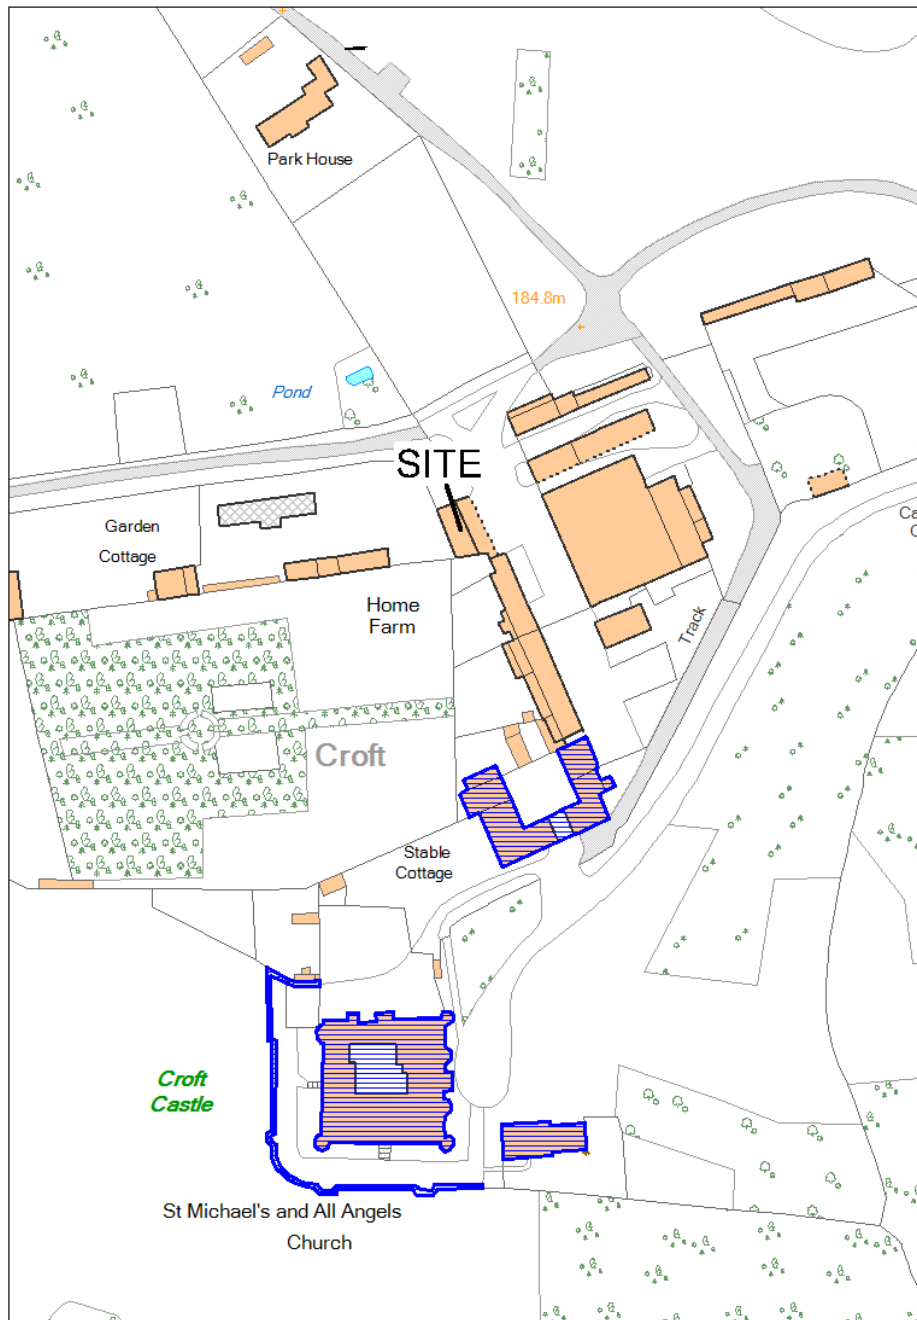 Park House
184.8m
Pond
SITE
Garden
Cottage
Ca
C
Home
Farm
Track
Croft
Stable
Cottage
Croft
Castle
St Michael's and All Angels
Church